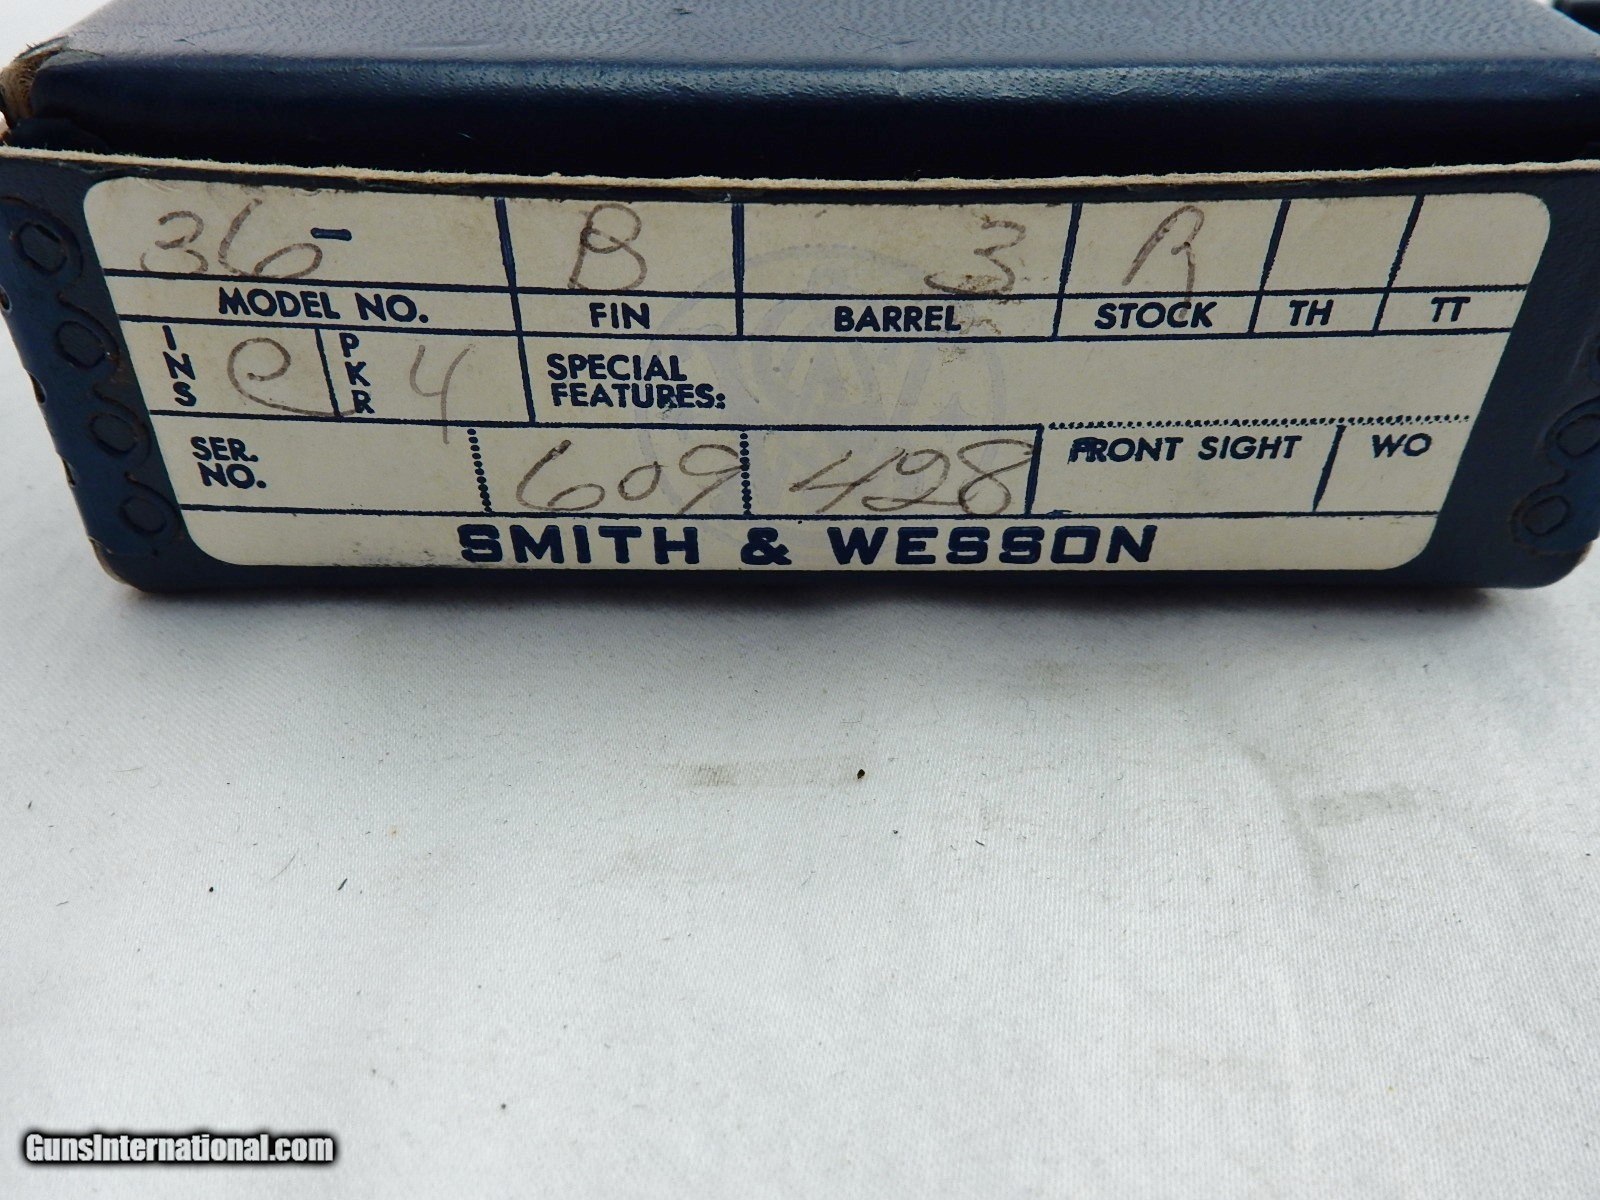 36- B 3 R
MODEL NO. FIN BARREL STOCK TH TT
INS e PKR 4 SPECIAL FEATURES:
SER. NO. 609 428 FRONT SIGHT WO
SMITH & WESSON
GunsInternational.com